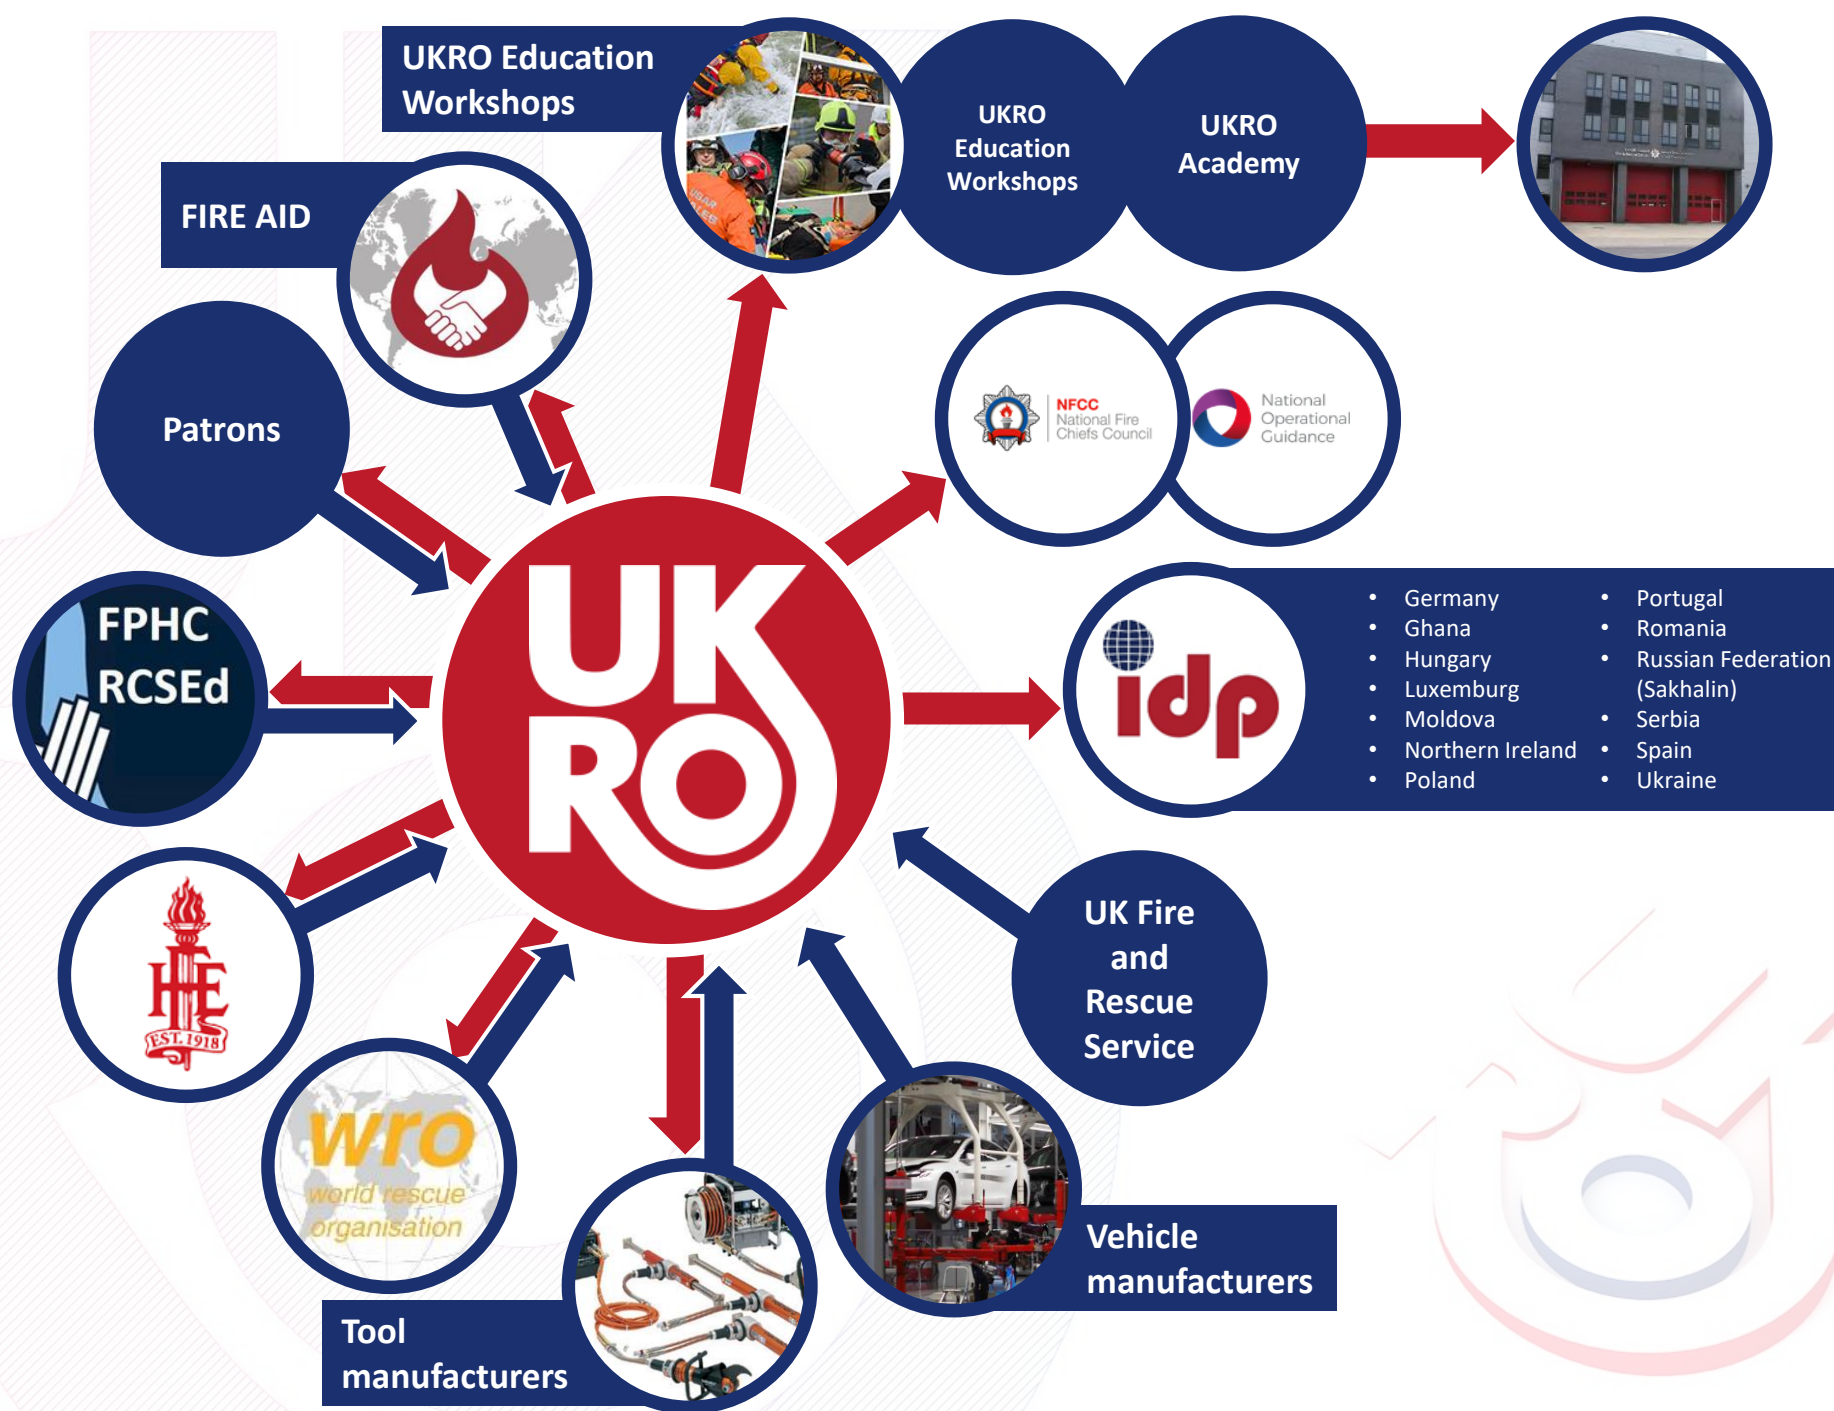 UKRO Education
Workshops
UKRO
Education
Workshops
UKRO
Academy
FIRE AID
Patrons
NFCC
National Fire
Chiefs Council
National
Operational
Guidance
FPHC
RCSEd
UK
RO
idp
• Germany
• Ghana
• Hungary
• Luxemburg
• Moldova
• Northern Ireland
• Poland
• Portugal
• Romania
• Russian Federation
(Sakhalin)
• Serbia
• Spain
• Ukraine
IFE
EST. 1918
wro
world rescue
organisation
UK Fire
and
Rescue
Service
Vehicle
manufacturers
Tool
manufacturers